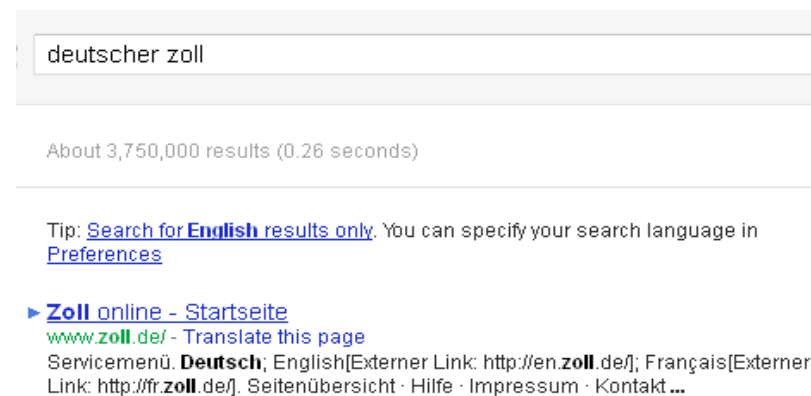 deutscher zoll
About 3,750,000 results (0.26 seconds)
Tip: Search for English results only. You can specify your search language in
Preferences
Zoll online - Startseite
www.zoll.de/ - Translate this page
Servicemenü. Deutsch; English[Externer Link: http://en.zoll.de/]; Français[Externer
Link: http://fr.zoll.de/]. Seitenübersicht · Hilfe · Impressum · Kontakt ...